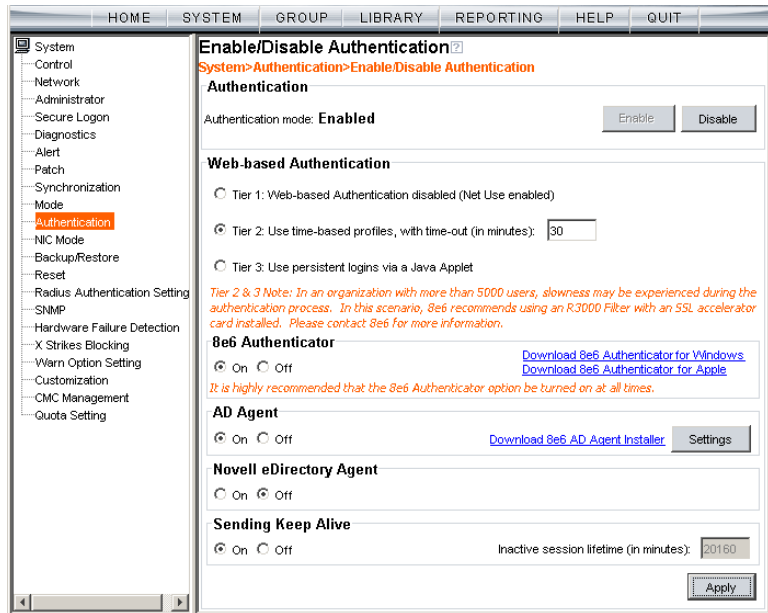 HOME SYSTEM GROUP LIBRARY REPORTING HELP QUIT
System
Control
Network
Administrator
Secure Logon
Diagnostics
Alert
Patch
Synchronization
Mode
Authentication
NIC Mode
Backup/Restore
Reset
Radius Authentication Setting
SNMP
Hardware Failure Detection
X Strikes Blocking
Warn Option Setting
Customization
CMC Management
Quota Setting
Enable/Disable Authentication ?
System>Authentication>Enable/Disable Authentication
Authentication
Authentication mode: Enabled Enable Disable
Web-based Authentication
Tier 1: Web-based Authentication disabled (Net Use enabled)
Tier 2: Use time-based profiles, with time-out (in minutes): 30
Tier 3: Use persistent logins via a Java Applet
Tier 2 & 3 Note: In an organization with more than 5000 users, slowness may be experienced during the
authentication process. In this scenario, 8e6 recommends using an R3000 Filter with an SSL accelerator
card installed. Please contact 8e6 for more information.
8e6 Authenticator
On Off Download 8e6 Authenticator for Windows
Download 8e6 Authenticator for Apple
It is highly recommended that the 8e6 Authenticator option be turned on at all times.
AD Agent
On Off Download 8e6 AD Agent Installer Settings
Novell eDirectory Agent
On Off
Sending Keep Alive
On Off Inactive session lifetime (in minutes): 20160
Apply